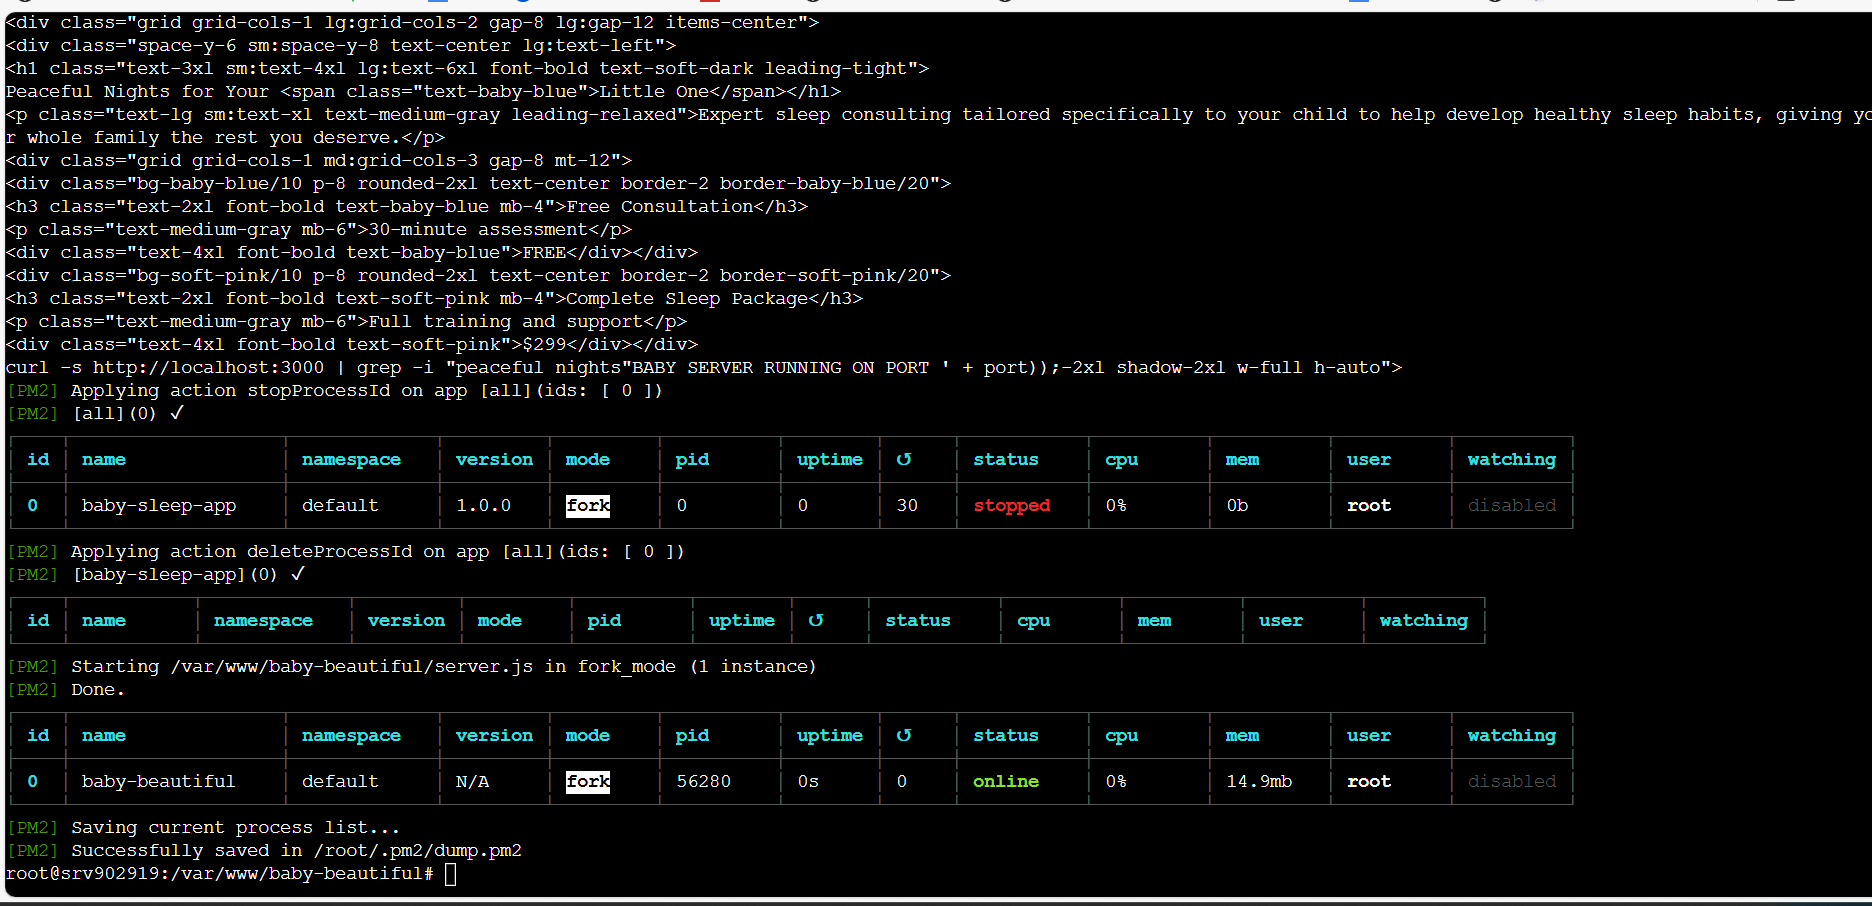 <div class="grid grid-cols-1 lg:grid-cols-2 gap-8 lg:gap-12 items-center">
<div class="space-y-6 sm:space-y-8 text-center lg:text-left">
<h1 class="text-3xl sm:text-4xl lg:text-6xl font-bold text-soft-dark leading-tight">
Peaceful Nights for Your <span class="text-baby-blue">Little One</span></h1>
<p class="text-lg sm:text-xl text-medium-gray leading-relaxed">Expert sleep consulting tailored specifically to your child to help develop healthy sleep habits, giving you
r whole family the rest you deserve.</p>
<div class="grid grid-cols-1 md:grid-cols-3 gap-8 mt-12">
<div class="bg-baby-blue/10 p-8 rounded-2xl text-center border-2 border-baby-blue/20">
<h3 class="text-2xl font-bold text-baby-blue mb-4">Free Consultation</h3>
<p class="text-medium-gray mb-6">30-minute assessment</p>
<div class="text-4xl font-bold text-baby-blue">FREE</div></div>
<div class="bg-soft-pink/10 p-8 rounded-2xl text-center border-2 border-soft-pink/20">
<h3 class="text-2xl font-bold text-soft-pink mb-4">Complete Sleep Package</h3>
<p class="text-medium-gray mb-6">Full training and support</p>
<div class="text-4xl font-bold text-soft-pink">$299</div></div>
curl -s http://localhost:3000 | grep -i "peaceful nights"BABY SERVER RUNNING ON PORT ' + port));-2xl shadow-2xl w-full h-auto">
[PM2] Applying action stopProcessId on app [all](ids: [ 0 ])
[PM2] [all](0) ✓
id name namespace version mode pid uptime ↺ status cpu mem user watching
0 baby-sleep-app default 1.0.0 fork 0 0 30 stopped 0% 0b root disabled
[PM2] Applying action deleteProcessId on app [all](ids: [ 0 ])
[PM2] [baby-sleep-app](0) ✓
id name namespace version mode pid uptime ↺ status cpu mem user watching
[PM2] Starting /var/www/baby-beautiful/server.js in fork_mode (1 instance)
[PM2] Done.
id name namespace version mode pid uptime ↺ status cpu mem user watching
0 baby-beautiful default N/A fork 56280 0s 0 online 0% 14.9mb root disabled
[PM2] Saving current process list...
[PM2] Successfully saved in /root/.pm2/dump.pm2
root@srv902919:/var/www/baby-beautiful#